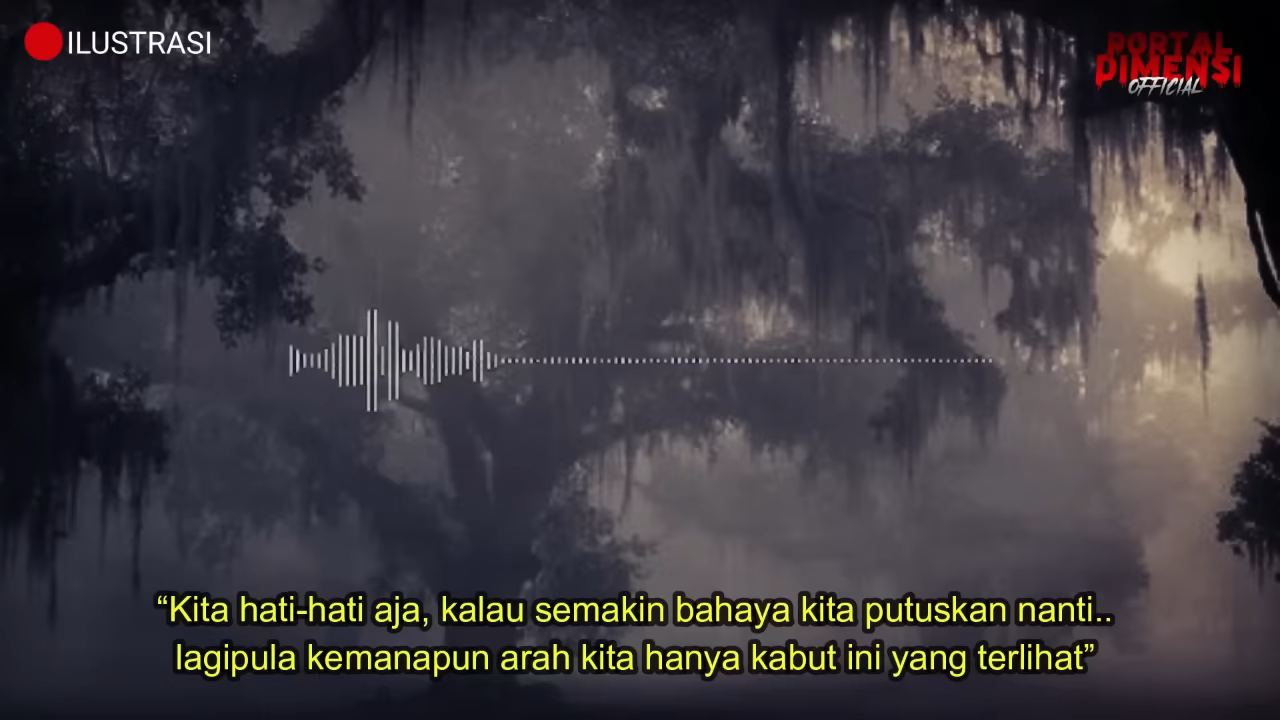 ILUSTRASI
PORTAL
DIMENSI
OFFICIAL
“Kita hati-hati aja, kalau semakin bahaya kita putuskan nanti..
lagipula kemanapun arah kita hanya kabut ini yang terlihat”